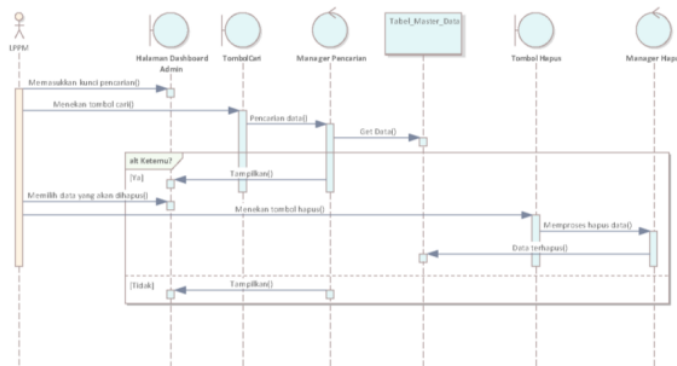 LPPM
Halaman Dashboard
Admin
TombolCari
Manager Pencarian
Tabel_Master_Data
Tombol Hapus
Manager Hapu
Memasukkan kunci pencarian()
Menekan tombol cari()
Pencarian data()
Get Data()
alt Ketemu?
[Ya]
Tampilkan()
Memilih data yang akan dihapus()
Menekan tombol hapus()
Memproses hapus data()
Data terhapus()
[Tidak]
Tampilkan()